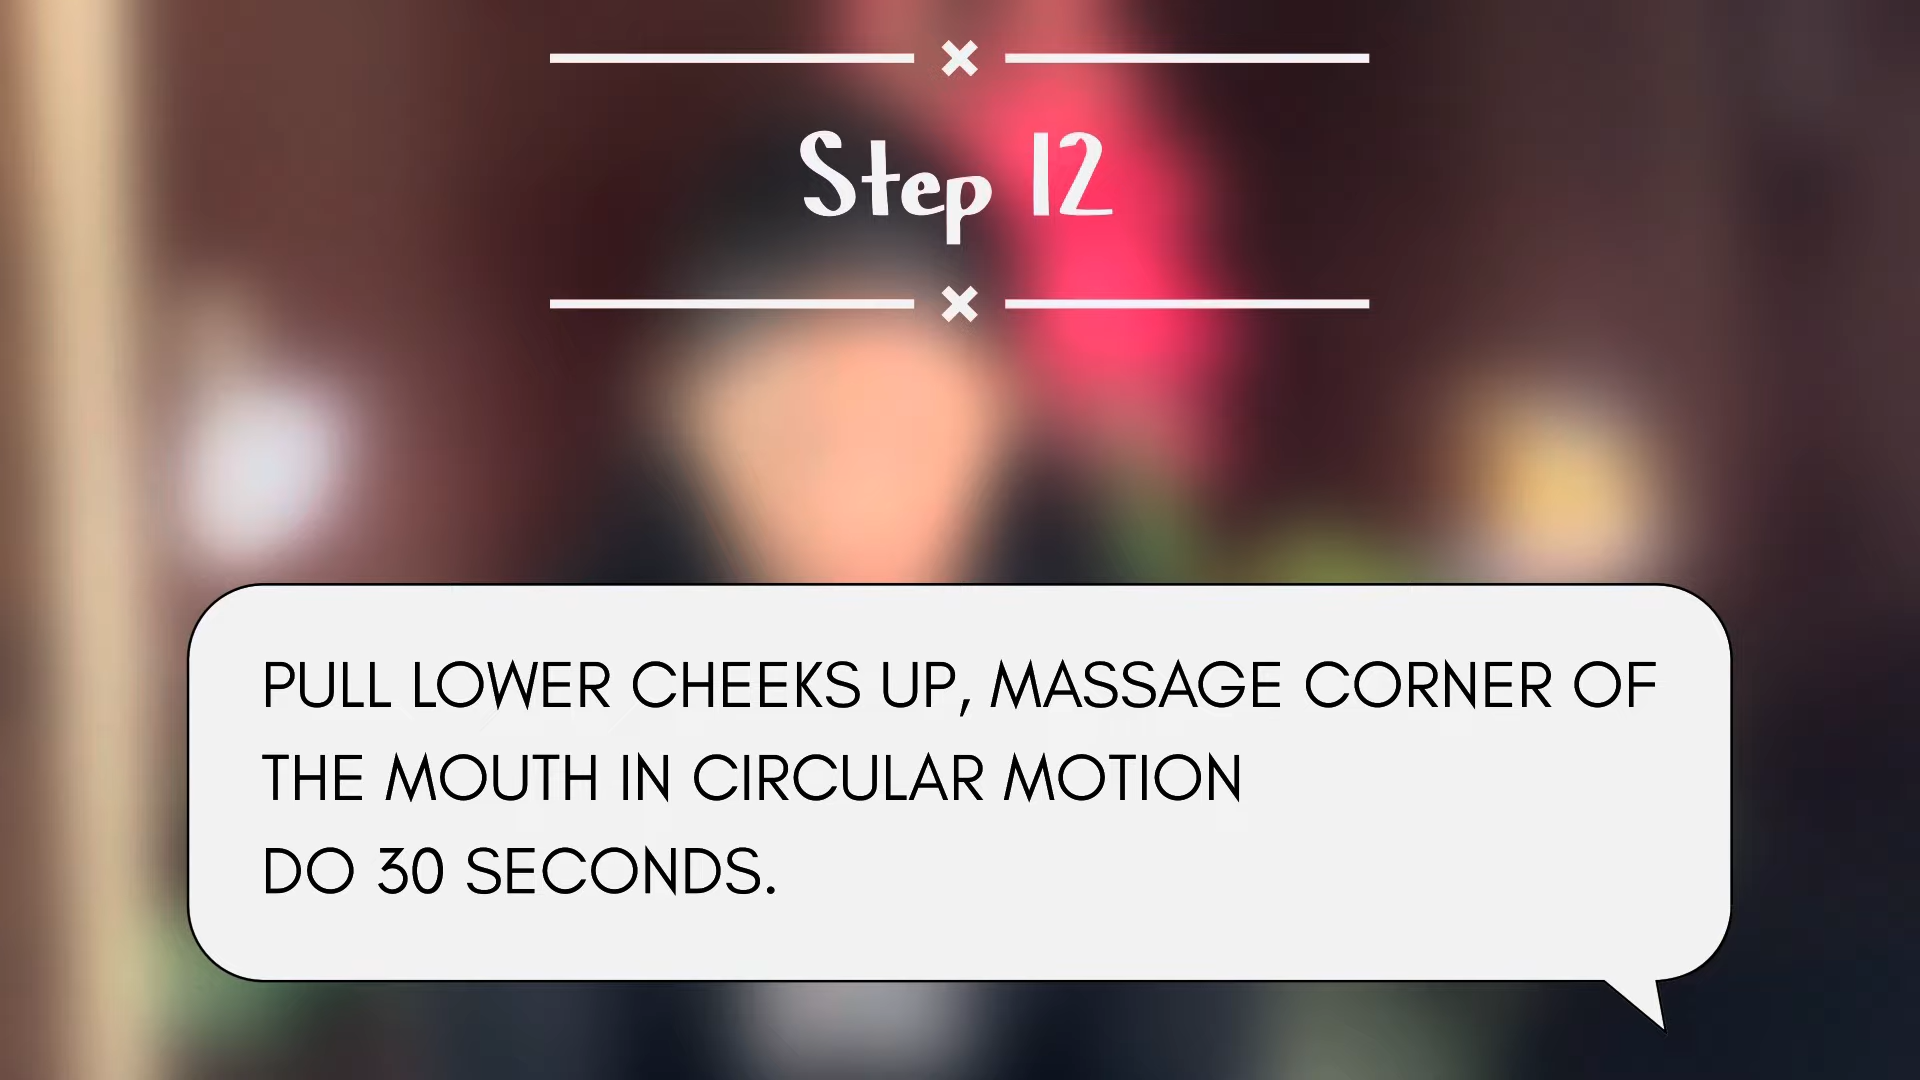 Step 12
PULL LOWER CHEEKS UP, MASSAGE CORNER OF
THE MOUTH IN CIRCULAR MOTION
DO 30 SECONDS.